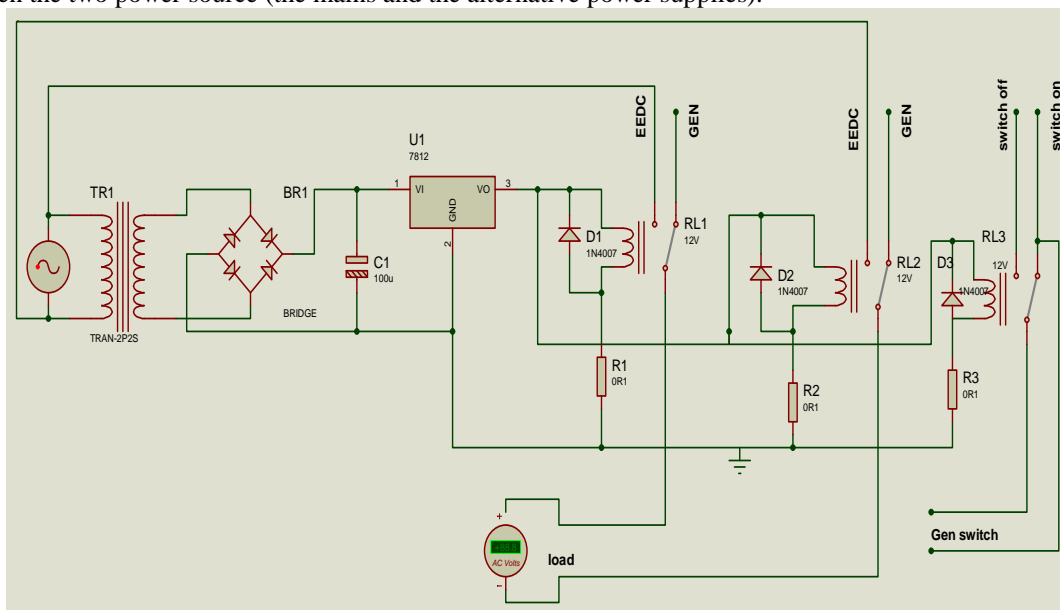 en the two power source (the mains and the alternative power supplies).
EEDC
GEN
EEDC
GEN
switch off
switch on
U1
7812
TR1
BR1
1
VI
VO
3
GND
2
RL1
12V
D1
1N4007
C1
100u
RL3
RL2
12V
D3
12V
D2
1N4007
1N4007
BRIDGE
TRAN-2P2S
R1
0R1
R2
0R1
R3
0R1
+
AC Volts
-
load
Gen switch